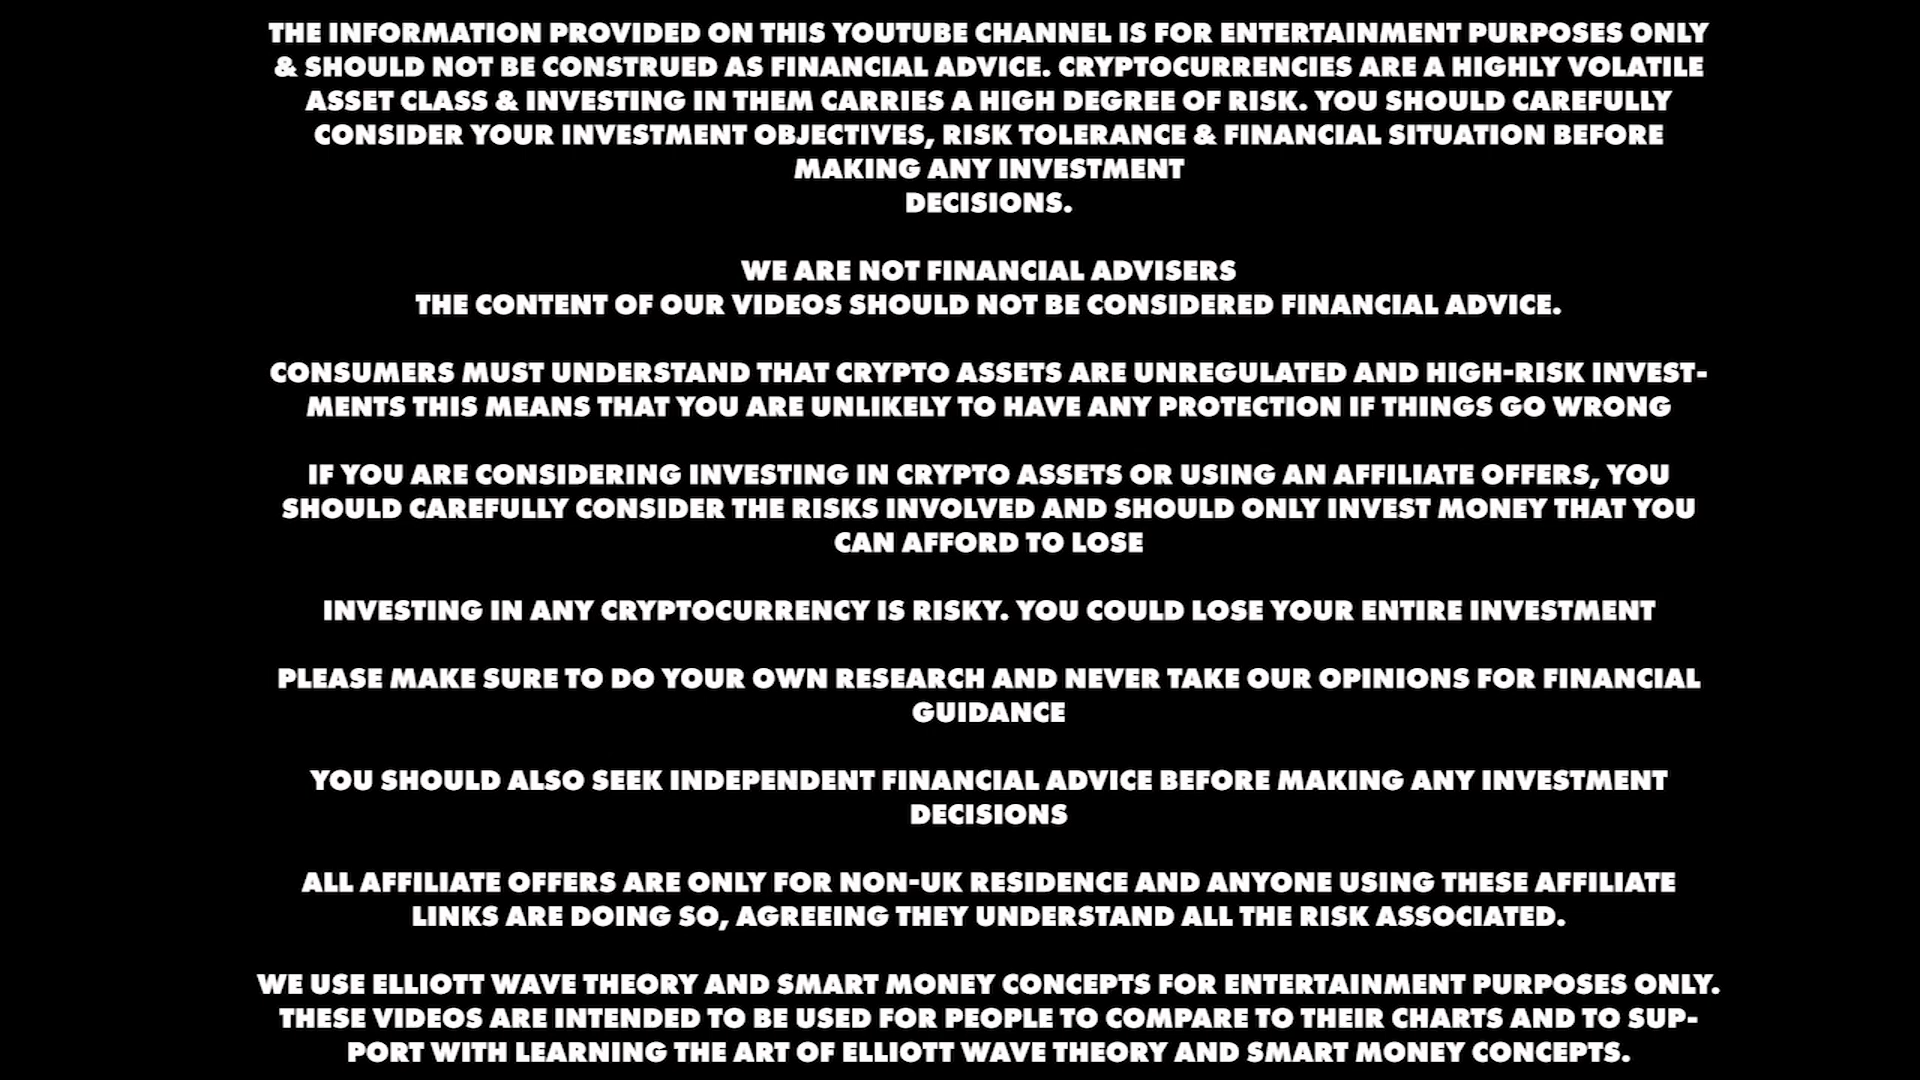 THE INFORMATION PROVIDED ON THIS YOUTUBE CHANNEL IS FOR ENTERTAINMENT PURPOSES ONLY
& SHOULD NOT BE CONSTRUED AS FINANCIAL ADVICE. CRYPTOCURRENCIES ARE A HIGHLY VOLATILE
ASSET CLASS & INVESTING IN THEM CARRIES A HIGH DEGREE OF RISK. YOU SHOULD CAREFULLY
CONSIDER YOUR INVESTMENT OBJECTIVES, RISK TOLERANCE & FINANCIAL SITUATION BEFORE
MAKING ANY INVESTMENT
DECISIONS.
WE ARE NOT FINANCIAL ADVISERS
THE CONTENT OF OUR VIDEOS SHOULD NOT BE CONSIDERED FINANCIAL ADVICE.
CONSUMERS MUST UNDERSTAND THAT CRYPTO ASSETS ARE UNREGULATED AND HIGH-RISK INVEST-
MENTS THIS MEANS THAT YOU ARE UNLIKELY TO HAVE ANY PROTECTION IF THINGS GO WRONG
IF YOU ARE CONSIDERING INVESTING IN CRYPTO ASSETS OR USING AN AFFILIATE OFFERS, YOU
SHOULD CAREFULLY CONSIDER THE RISKS INVOLVED AND SHOULD ONLY INVEST MONEY THAT YOU
CAN AFFORD TO LOSE
INVESTING IN ANY CRYPTOCURRENCY IS RISKY. YOU COULD LOSE YOUR ENTIRE INVESTMENT
PLEASE MAKE SURE TO DO YOUR OWN RESEARCH AND NEVER TAKE OUR OPINIONS FOR FINANCIAL
GUIDANCE
YOU SHOULD ALSO SEEK INDEPENDENT FINANCIAL ADVICE BEFORE MAKING ANY INVESTMENT
DECISIONS
ALL AFFILIATE OFFERS ARE ONLY FOR NON-UK RESIDENCE AND ANYONE USING THESE AFFILIATE
LINKS ARE DOING SO, AGREEING THEY UNDERSTAND ALL THE RISK ASSOCIATED.
WE USE ELLIOTT WAVE THEORY AND SMART MONEY CONCEPTS FOR ENTERTAINMENT PURPOSES ONLY.
THESE VIDEOS ARE INTENDED TO BE USED FOR PEOPLE TO COMPARE TO THEIR CHARTS AND TO SUP-
PORT WITH LEARNING THE ART OF ELLIOTT WAVE THEORY AND SMART MONEY CONCEPTS.